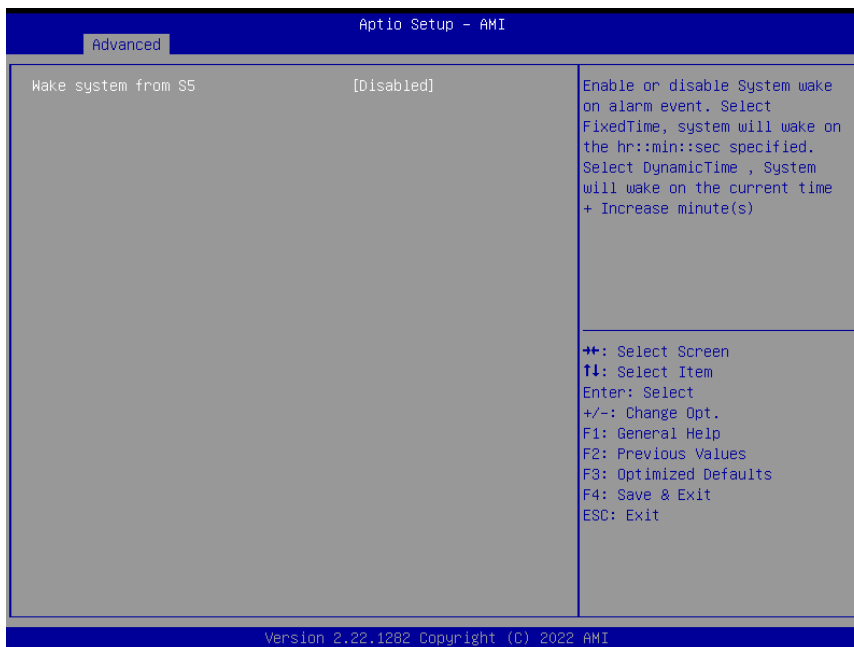 Aptio Setup – AMI
Advanced
Wake system from S5 [Disabled]
Enable or disable System wake
on alarm event. Select
FixedTime, system will wake on
the hr::min::sec specified.
Select DynamicTime , System
will wake on the current time
+ Increase minute(s)
→←: Select Screen
↑↓: Select Item
Enter: Select
+/-: Change Opt.
F1: General Help
F2: Previous Values
F3: Optimized Defaults
F4: Save & Exit
ESC: Exit
Version 2.22.1282 Copyright (C) 2022 AMI